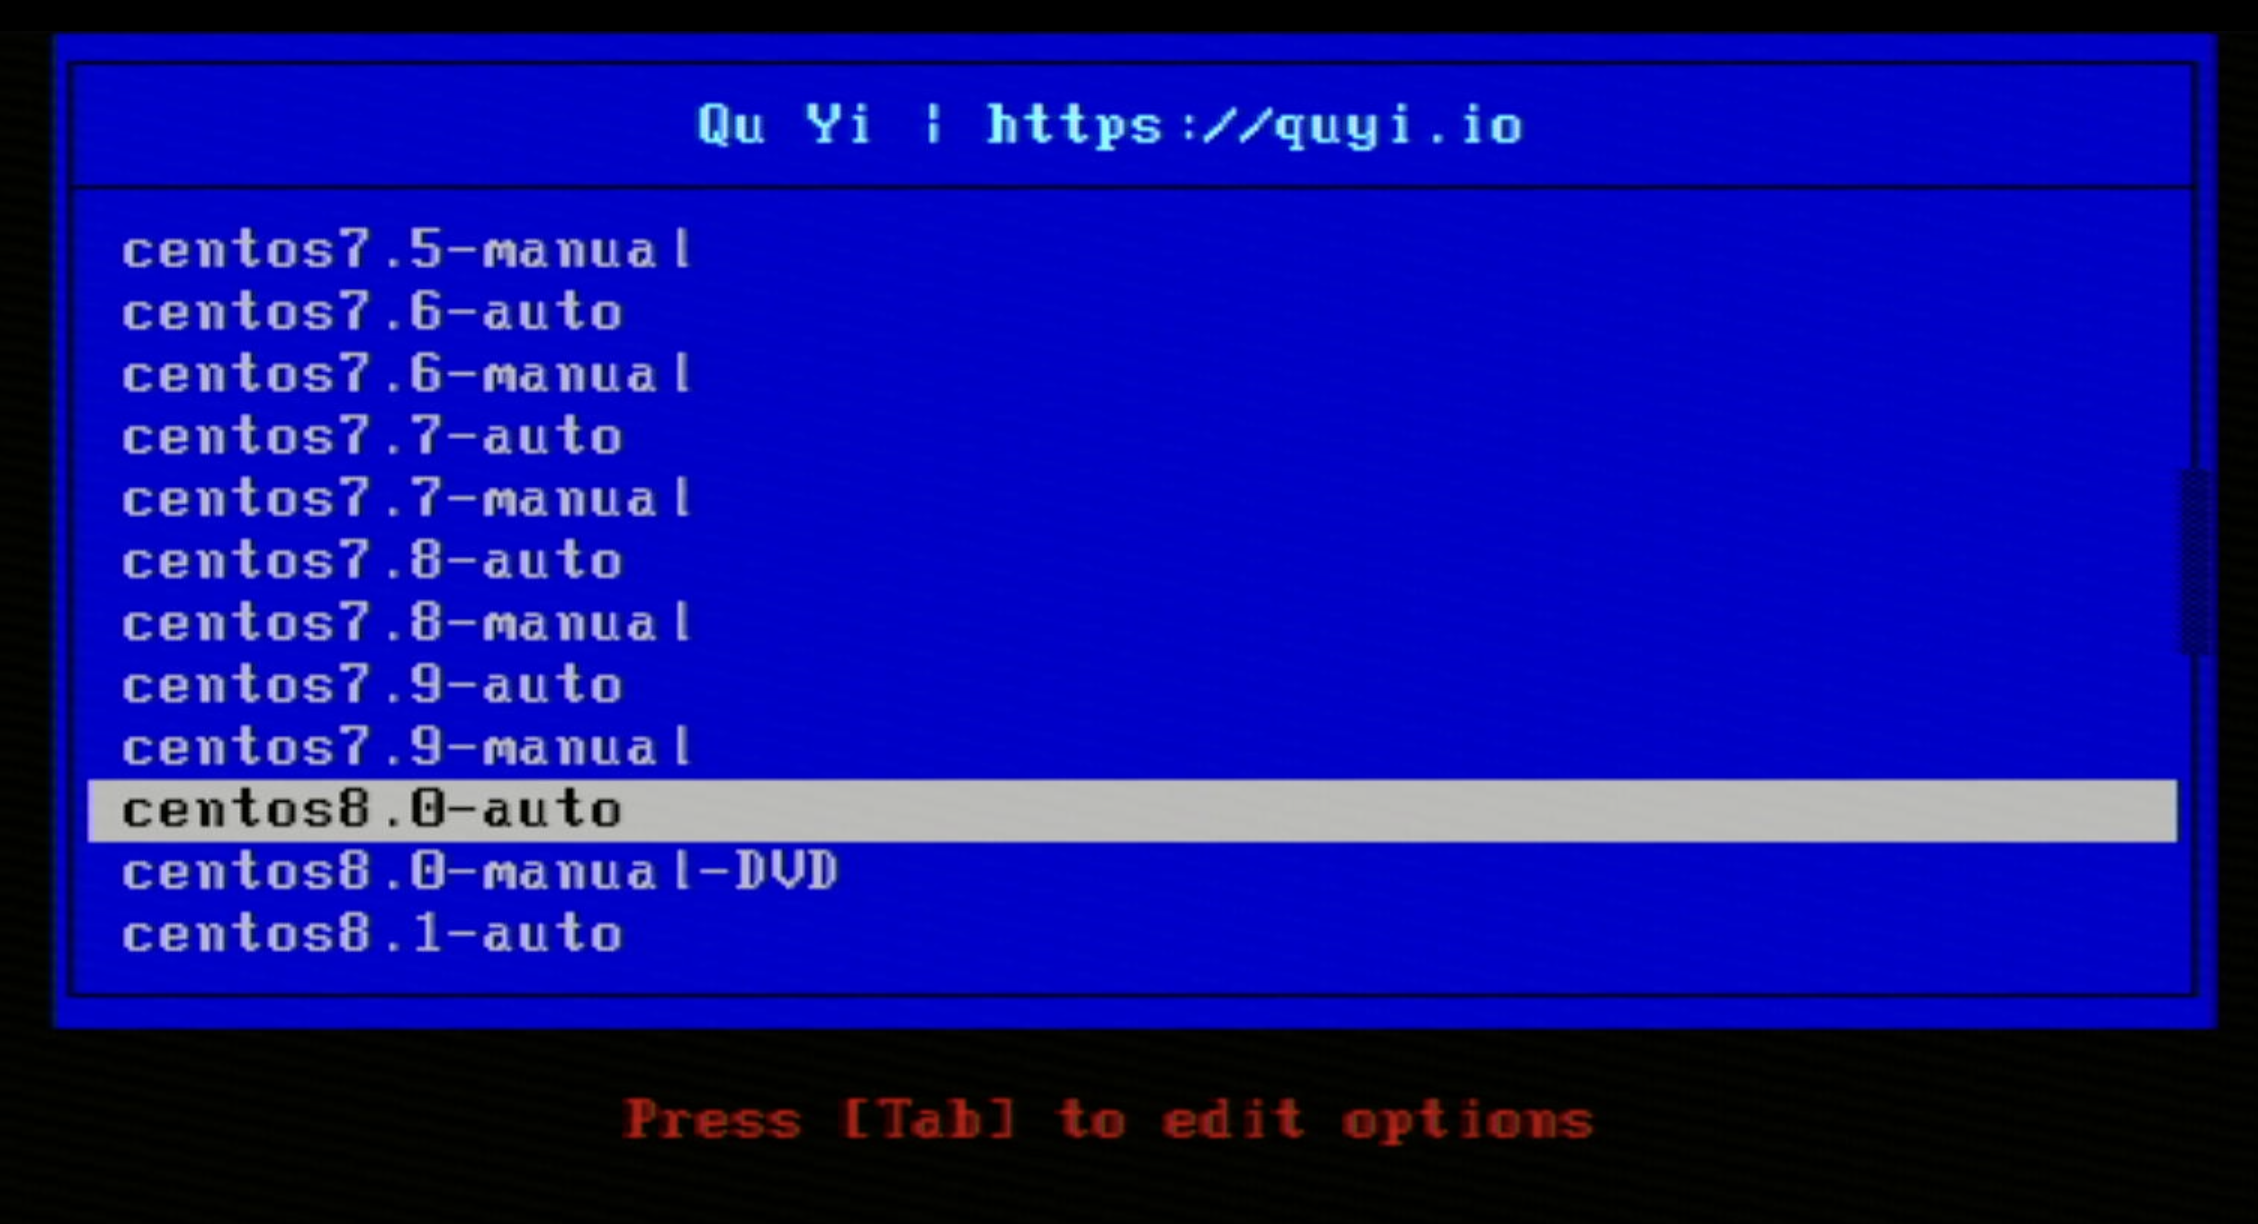 Qu Yi | https://quyi.io
centos7.5-manual
centos7.6-auto
centos7.6-manual
centos7.7-auto
centos7.7-manual
centos7.8-auto
centos7.8-manual
centos7.9-auto
centos7.9-manual
centos8.0-auto
centos8.0-manual-DVD
centos8.1-auto
Press [Tab] to edit options